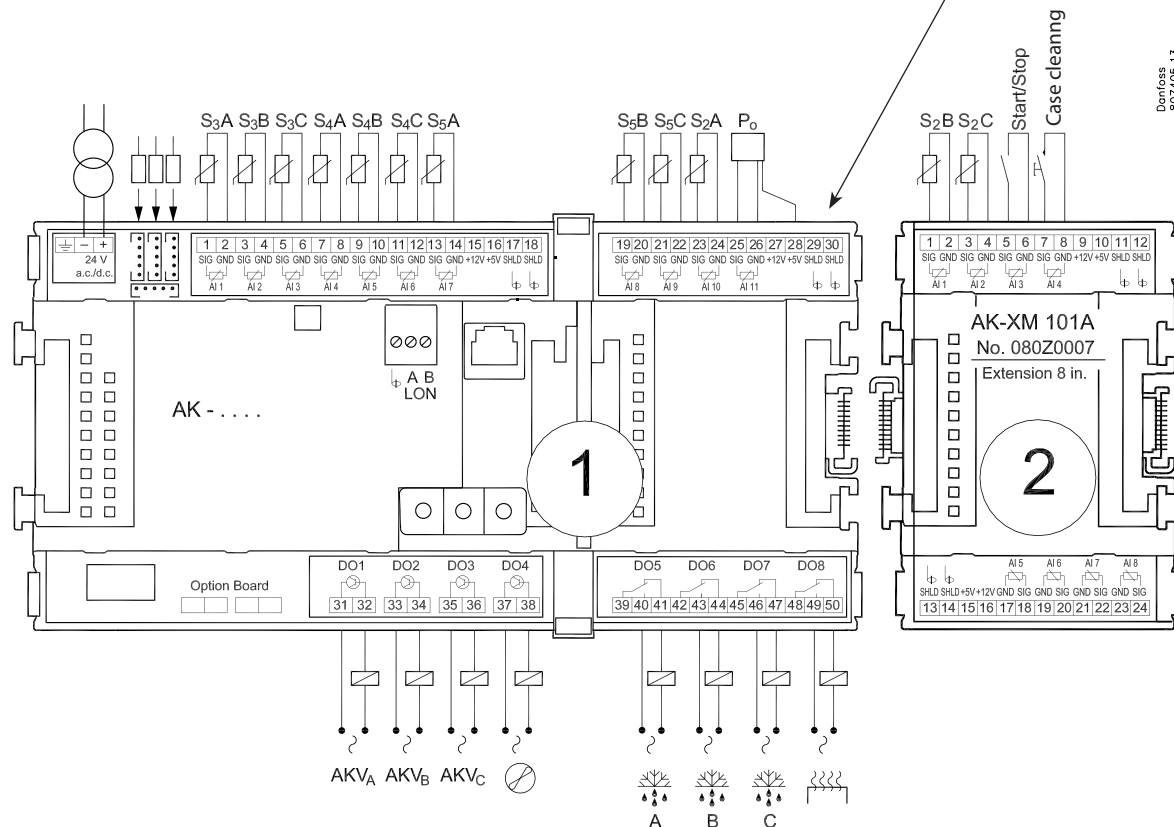 Danfoss
S3A S3B S3C S4A S4B S4C S5A
S5B S5C S2A P0
S2B S2C Start/Stop Case cleanng
⏚ – +
24 V
a.c./d.c.
1 2 3 4 5 6 7 8 9 10 11 12 13 14 15 16 17 18
SIG GND SIG GND SIG GND SIG GND SIG GND SIG GND SIG GND +12V +5V SHLD SHLD
AI 1 AI 2 AI 3 AI 4 AI 5 AI 6 AI 7
19 20 21 22 23 24 25 26 27 28 29 30
SIG GND SIG GND SIG GND SIG GND +12V +5V SHLD SHLD
AI 8 AI 9 AI 10 AI 11
1 2 3 4 5 6 7 8 9 10 11 12
SIG GND SIG GND SIG GND SIG GND +12V +5V SHLD SHLD
AI 1 AI 2 AI 3 AI 4
AK - . . . .
A B
LON
1
AK-XM 101A
No. 080Z0007
Extension 8 in.
2
Option Board
DO1 DO2 DO3 DO4
31 32 33 34 35 36 37 38
DO5 DO6 DO7 DO8
39 40 41 42 43 44 45 46 47 48 49 50
AI 5 AI 6 AI 7 AI 8
SHLD SHLD +5V +12V GND SIG GND SIG GND SIG GND SIG
13 14 15 16 17 18 19 20 21 22 23 24
AKVA AKVB AKVC
A B C